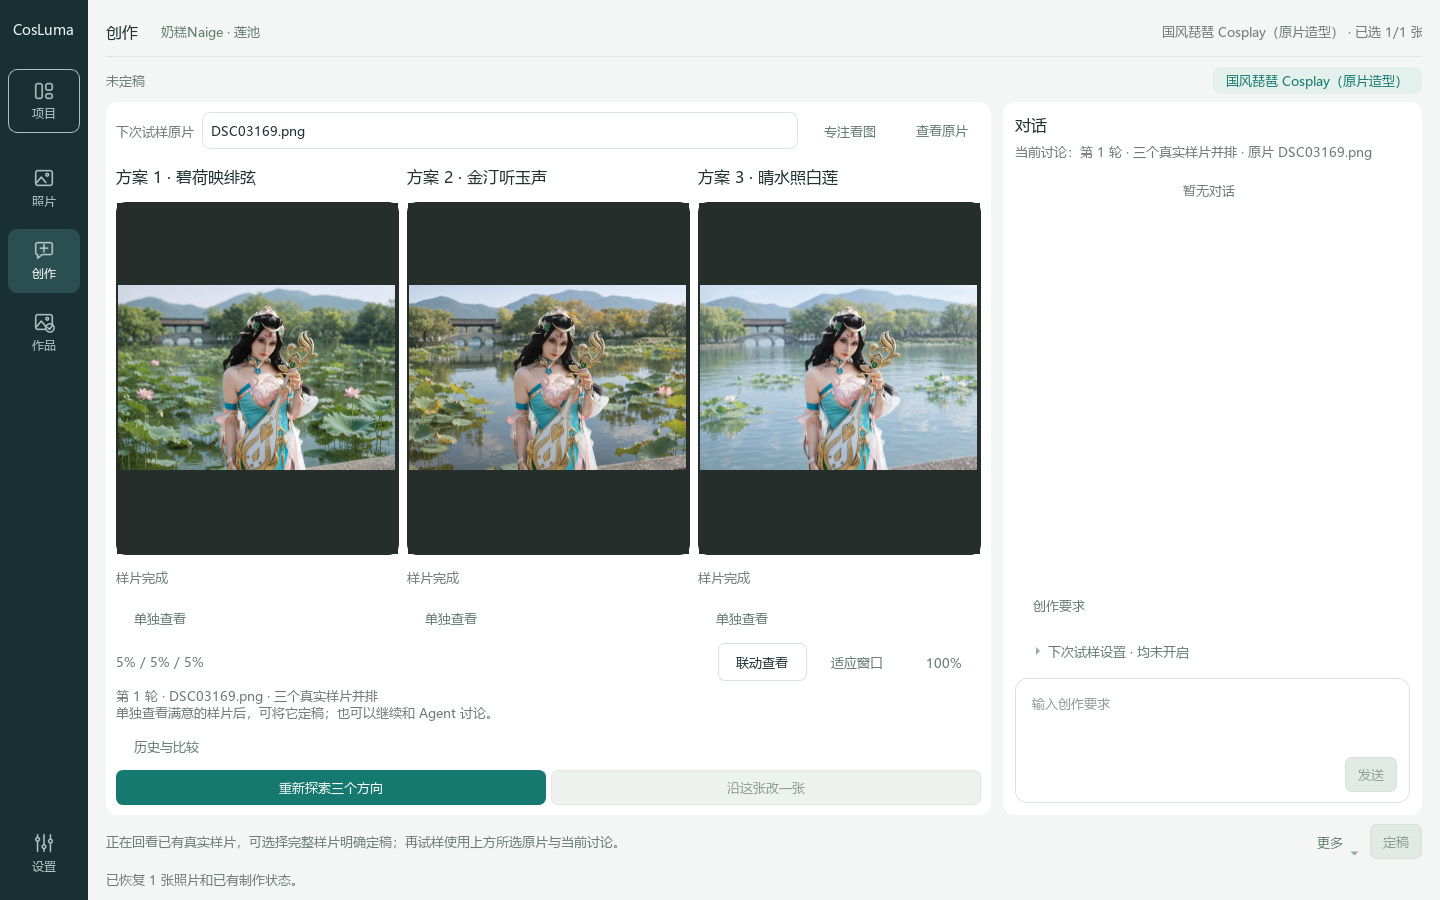 CosLuma
项目
照片
创作
作品
设置
创作
奶糕Naige · 莲池
国风琵琶 Cosplay（原片造型） · 已选 1/1 张
未定稿
国风琵琶 Cosplay（原片造型）
下次试样原片
DSC03169.png
专注看图
查看原片
方案 1 · 碧荷映绯弦
方案 2 · 金汀听玉声
方案 3 · 晴水照白莲
样片完成
样片完成
样片完成
单独查看
单独查看
单独查看
5% / 5% / 5%
联动查看
适应窗口
100%
第 1 轮 · DSC03169.png · 三个真实样片并排
单独查看满意的样片后，可将它定稿；也可以继续和 Agent 讨论。
历史与比较
重新探索三个方向
沿这张改一张
对话
当前讨论：第 1 轮 · 三个真实样片并排 · 原片 DSC03169.png
暂无对话
创作要求
下次试样设置 · 均未开启
输入创作要求
发送
正在回看已有真实样片，可选择完整样片明确定稿；再试样使用上方所选原片与当前讨论。
更多
定稿
已恢复 1 张照片和已有制作状态。